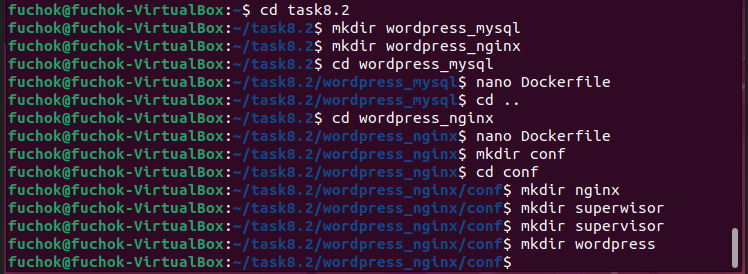 fuchok@fuchok-VirtualBox:~$ cd task8.2
fuchok@fuchok-VirtualBox:~/task8.2$ mkdir wordpress_mysql
fuchok@fuchok-VirtualBox:~/task8.2$ mkdir wordpress_nginx
fuchok@fuchok-VirtualBox:~/task8.2$ cd wordpress_mysql
fuchok@fuchok-VirtualBox:~/task8.2/wordpress_mysql$ nano Dockerfile
fuchok@fuchok-VirtualBox:~/task8.2/wordpress_mysql$ cd ..
fuchok@fuchok-VirtualBox:~/task8.2$ cd wordpress_nginx
fuchok@fuchok-VirtualBox:~/task8.2/wordpress_nginx$ nano Dockerfile
fuchok@fuchok-VirtualBox:~/task8.2/wordpress_nginx$ mkdir conf
fuchok@fuchok-VirtualBox:~/task8.2/wordpress_nginx$ cd conf
fuchok@fuchok-VirtualBox:~/task8.2/wordpress_nginx/conf$ mkdir nginx
fuchok@fuchok-VirtualBox:~/task8.2/wordpress_nginx/conf$ mkdir superwisor
fuchok@fuchok-VirtualBox:~/task8.2/wordpress_nginx/conf$ mkdir supervisor
fuchok@fuchok-VirtualBox:~/task8.2/wordpress_nginx/conf$ mkdir wordpress
fuchok@fuchok-VirtualBox:~/task8.2/wordpress_nginx/conf$